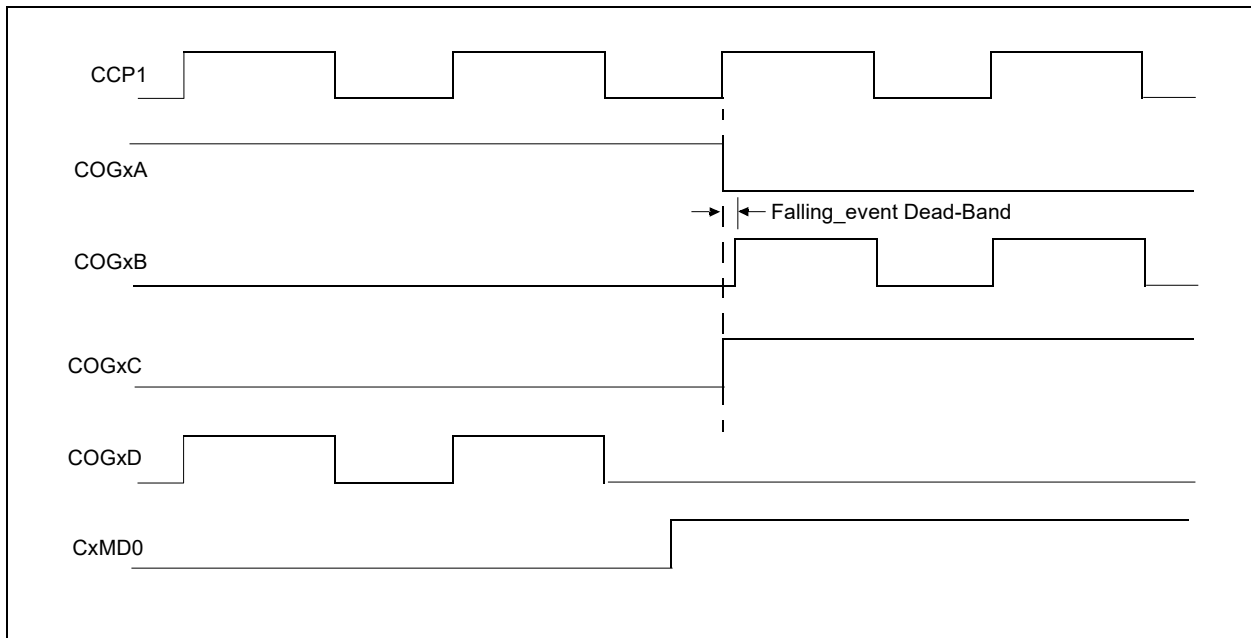 CCP1
COGxA
Falling_event Dead-Band
COGxB
COGxC
COGxD
CxMD0